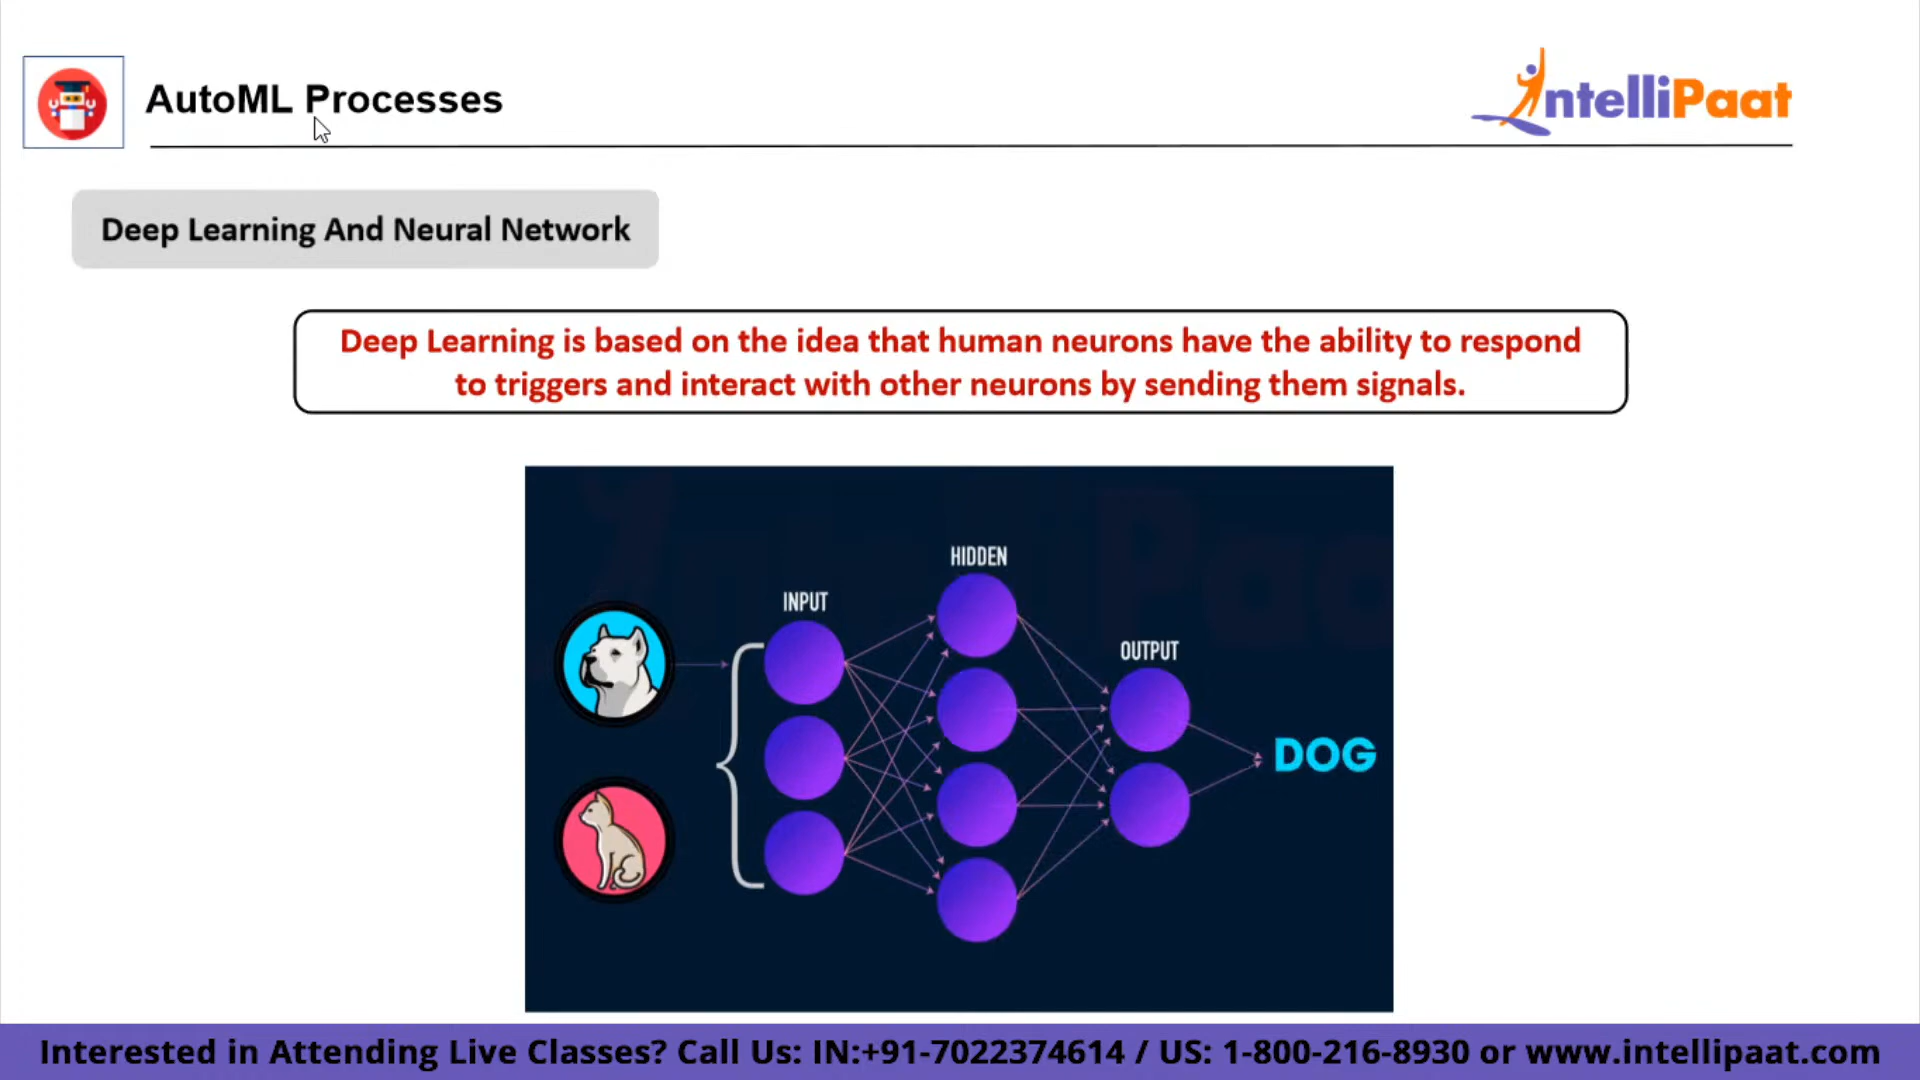 AutoML Processes
IntelliPaat
Deep Learning And Neural Network
Deep Learning is based on the idea that human neurons have the ability to respond
to triggers and interact with other neurons by sending them signals.
HIDDEN
INPUT
OUTPUT
DOG
Interested in Attending Live Classes? Call Us: IN:+91-7022374614 / US: 1-800-216-8930 or www.intellipaat.com